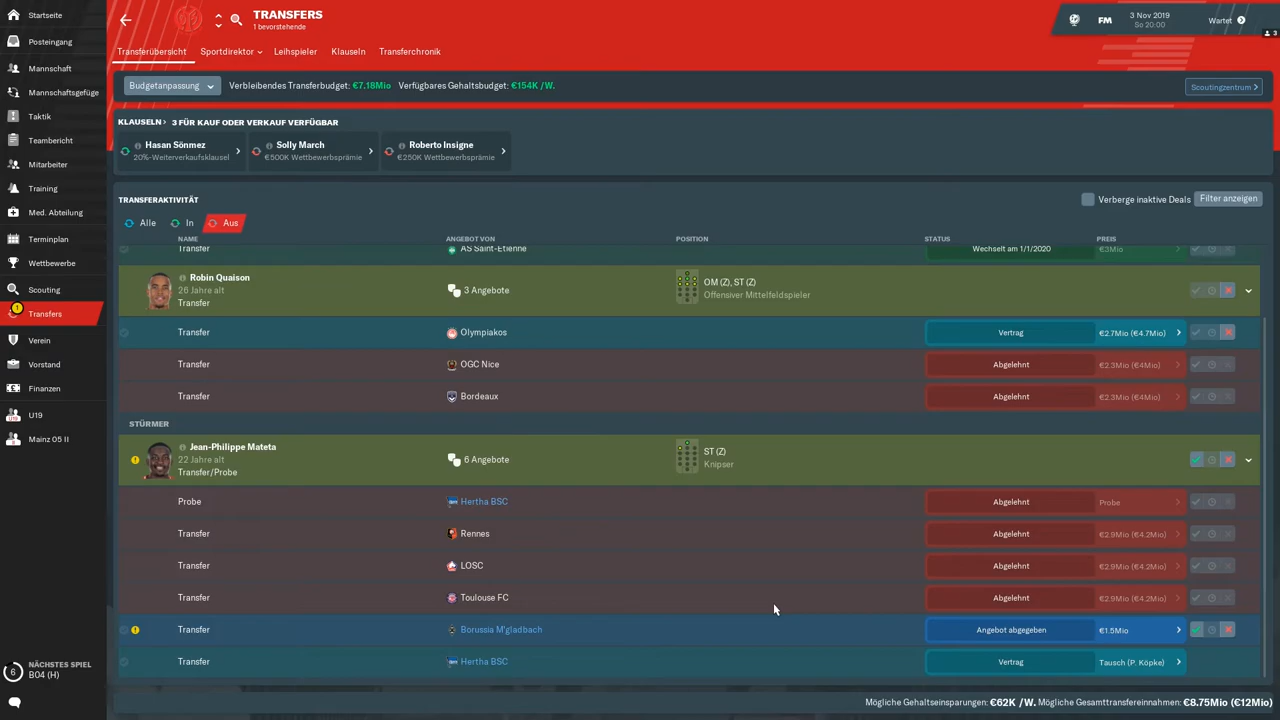 Startseite
Posteingang
Mannschaft
Mannschaftsgefüge
Taktik
Teambericht
Mitarbeiter
Training
Med. Abteilung
Terminplan
Wettbewerbe
Scouting
Transfers
Verein
Vorstand
Finanzen
U19
Mainz 05 II
NÄCHSTES SPIEL
B04 (H)
TRANSFERS
1 bevorstehende
FM
3 Nov 2019
So 20:00
Wartet
3
Transferübersicht Sportdirektor Leihspieler Klauseln Transferchronik
Budgetanpassung Verbleibendes Transferbudget: €7.18Mio Verfügbares Gehaltsbudget: €154K /W. Scoutingzentrum >
KLAUSELN > 3 FÜR KAUF ODER VERKAUF VERFÜGBAR
Hasan Sönmez
20%-Weiterverkaufsklausel
Solly March
€500K Wettbewerbsprämie
Roberto Insigne
€250K Wettbewerbsprämie
TRANSFERAKTIVITÄT
Verberge inaktive Deals Filter anzeigen
Alle In Aus
NAME ANGEBOT VON POSITION STATUS PREIS
Transfer AS Saint-Étienne Wechselt am 1/1/2020 €3Mio
Robin Quaison
26 Jahre alt
Transfer
3 Angebote
OM (Z), ST (Z)
Offensiver Mittelfeldspieler
Transfer Olympiakos Vertrag €2.7Mio (€4.7Mio)
Transfer OGC Nice Abgelehnt €2.3Mio (€4Mio)
Transfer Bordeaux Abgelehnt €2.3Mio (€4Mio)
STÜRMER
Jean-Philippe Mateta
22 Jahre alt
Transfer/Probe
6 Angebote
ST (Z)
Knipser
Probe Hertha BSC Abgelehnt Probe
Transfer Rennes Abgelehnt €2.9Mio (€4.2Mio)
Transfer LOSC Abgelehnt €2.9Mio (€4.2Mio)
Transfer Toulouse FC Abgelehnt €2.9Mio (€4.2Mio)
Transfer Borussia M'gladbach Angebot abgegeben €1.5Mio
Transfer Hertha BSC Vertrag Tausch (P. Köpke)
Mögliche Gehaltseinsparungen: €62K /W. Mögliche Gesamttransfereinnahmen: €8.75Mio (€12Mio)